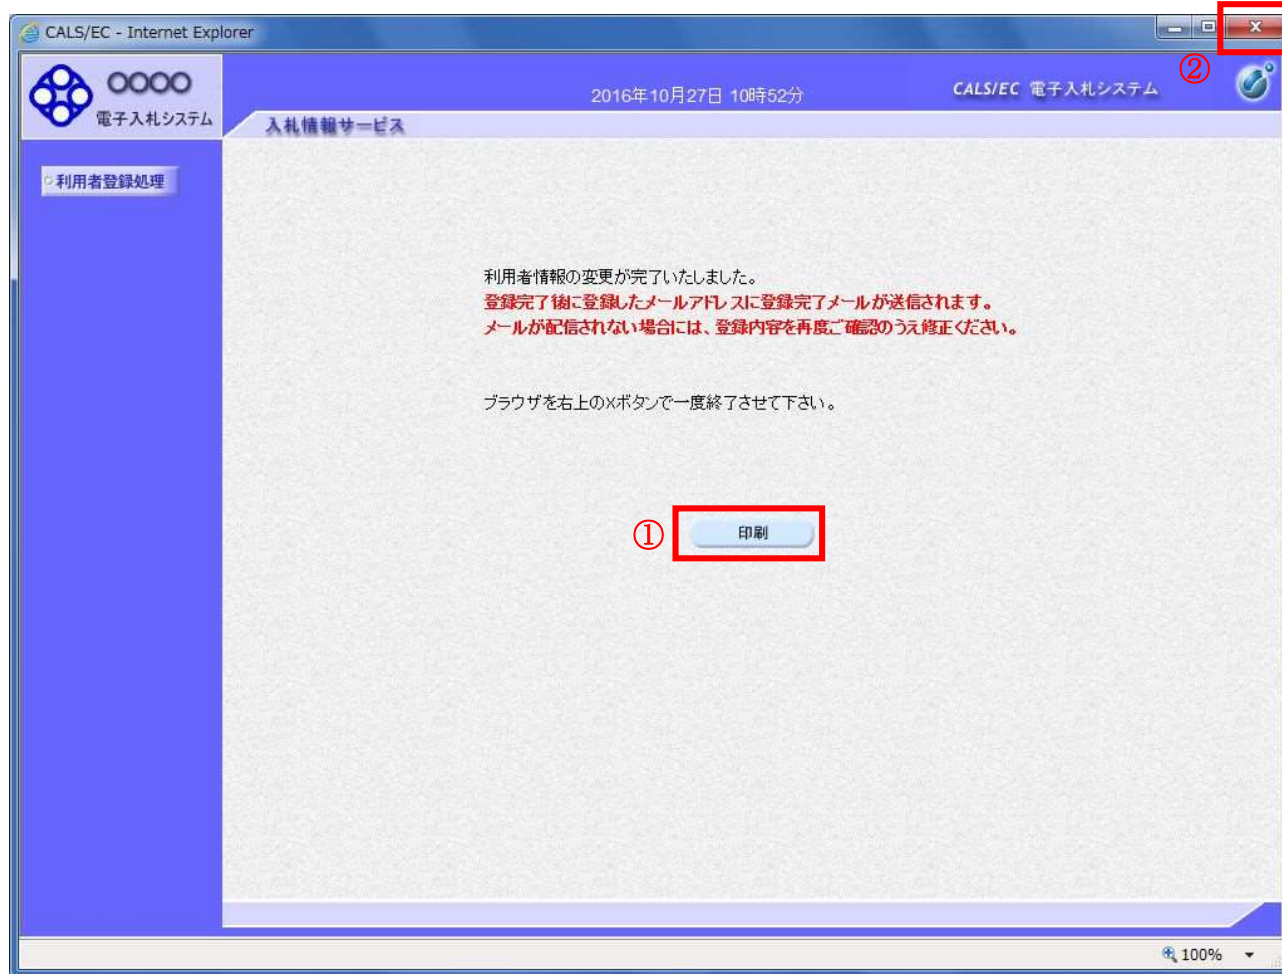 CALS/EC - Internet Explorer
②
〇〇〇〇
電子入札システム
2016年10月27日 10時52分
CALS/EC 電子入札システム
入札情報サービス
利用者登録処理
利用者情報の変更が完了いたしました。
登録完了後に登録したメールアドレスに登録完了メールが送信されます。
メールが配信されない場合には、登録内容を再度ご確認のうえ修正ください。
ブラウザを右上の×ボタンで一度終了させて下さい。
① 印刷
100%